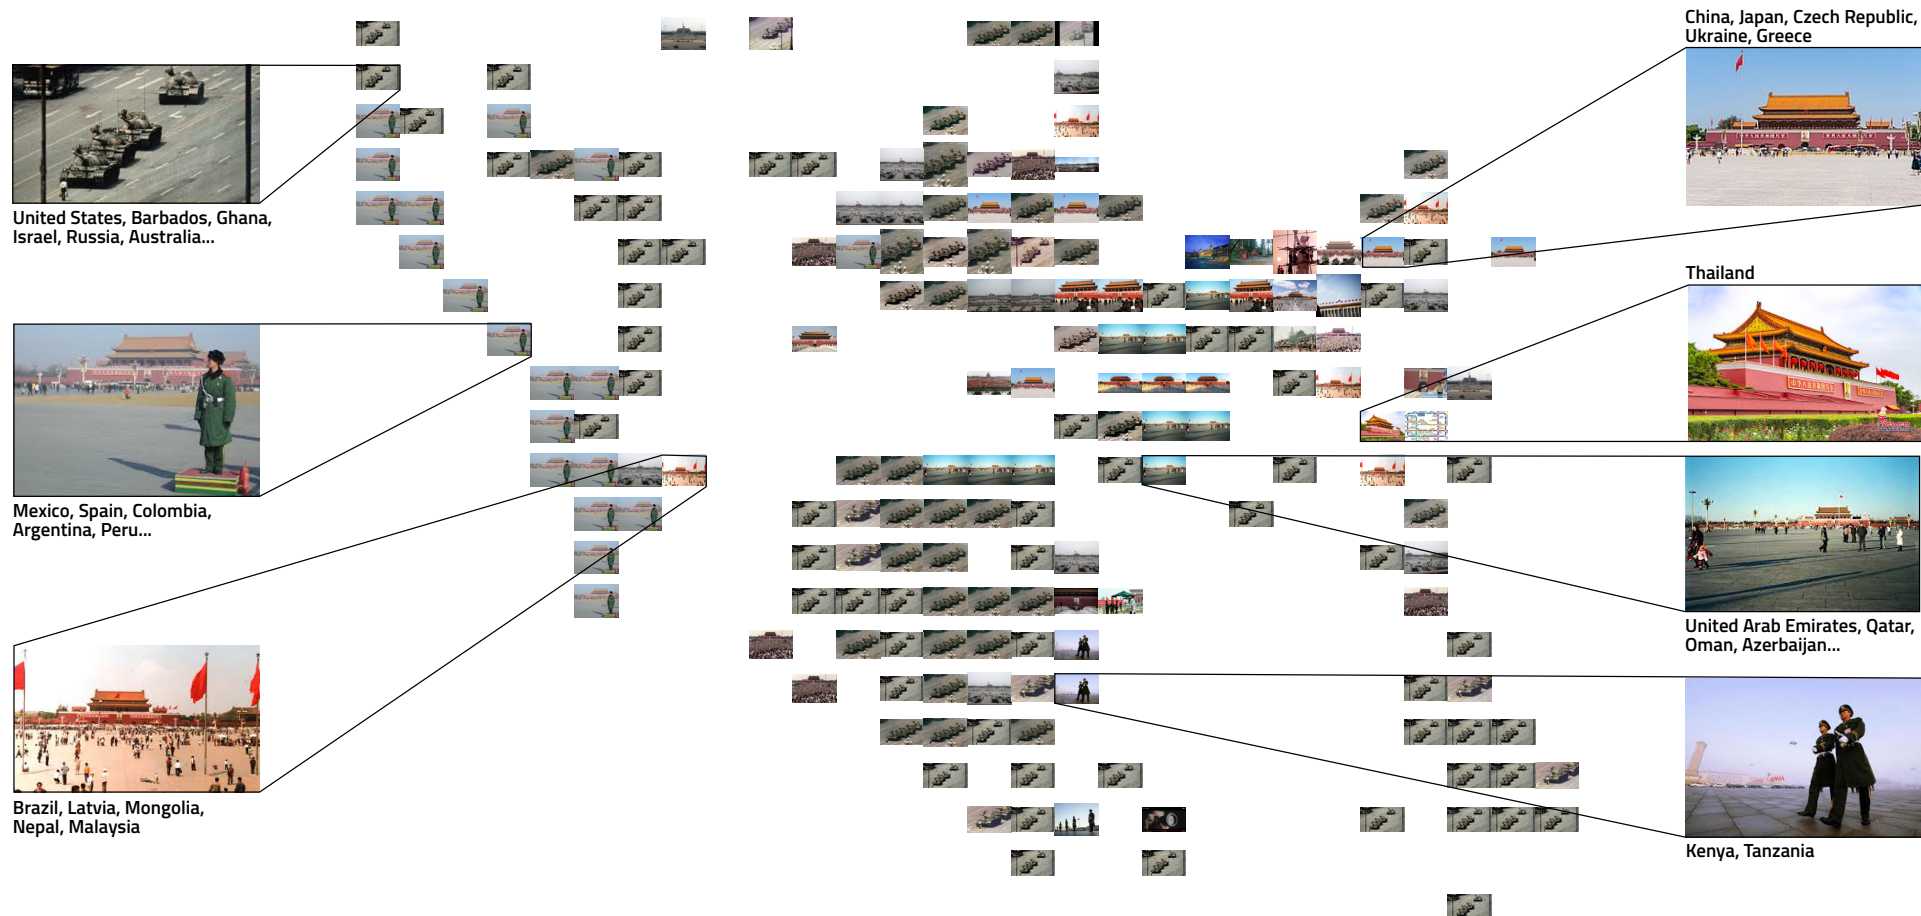 China, Japan, Czech Republic,
Ukraine, Greece
United States, Barbados, Ghana,
Israel, Russia, Australia...
Thailand
Mexico, Spain, Colombia,
Argentina, Peru...
United Arab Emirates, Qatar,
Oman, Azerbaijan...
Brazil, Latvia, Mongolia,
Nepal, Malaysia
Kenya, Tanzania